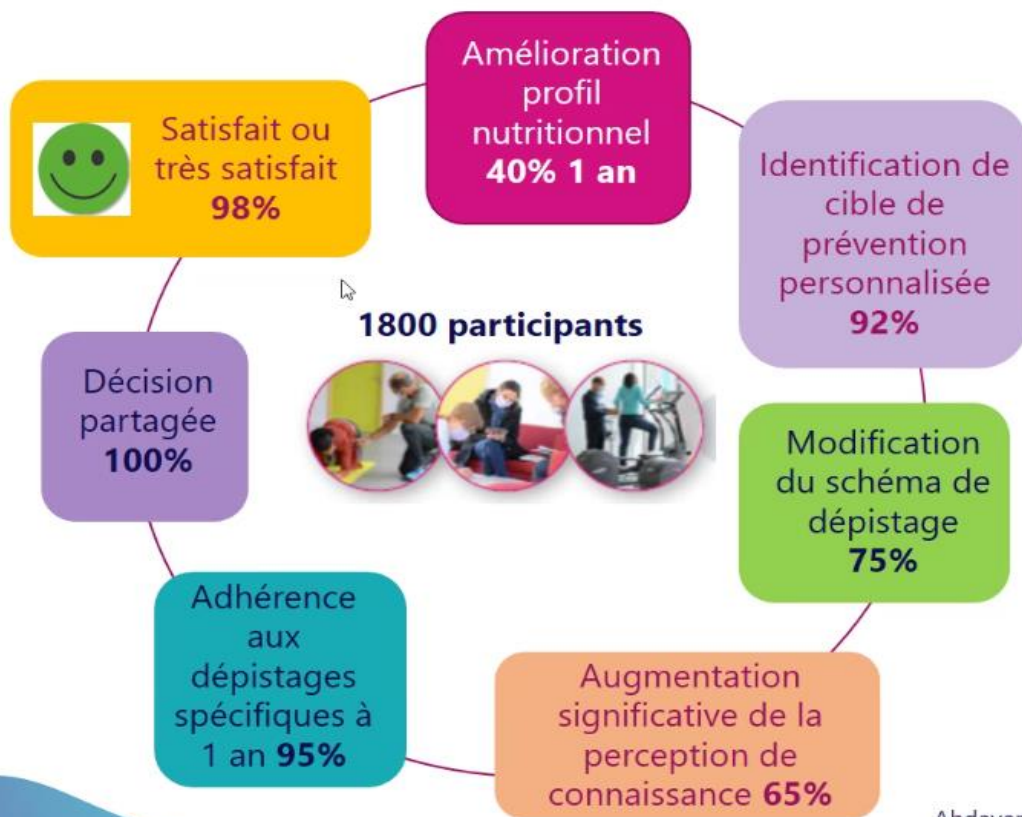 Amélioration
profil
nutritionnel
40% 1 an
Satisfait ou
très satisfait
98%
Identification de
cible de
prévention
personnalisée
92%
1800 participants
Décision
partagée
100%
Modification
du schéma de
dépistage
75%
Adhérence
aux
dépistages
spécifiques à
1 an 95%
Augmentation
significative de la
perception de
connaissance 65%